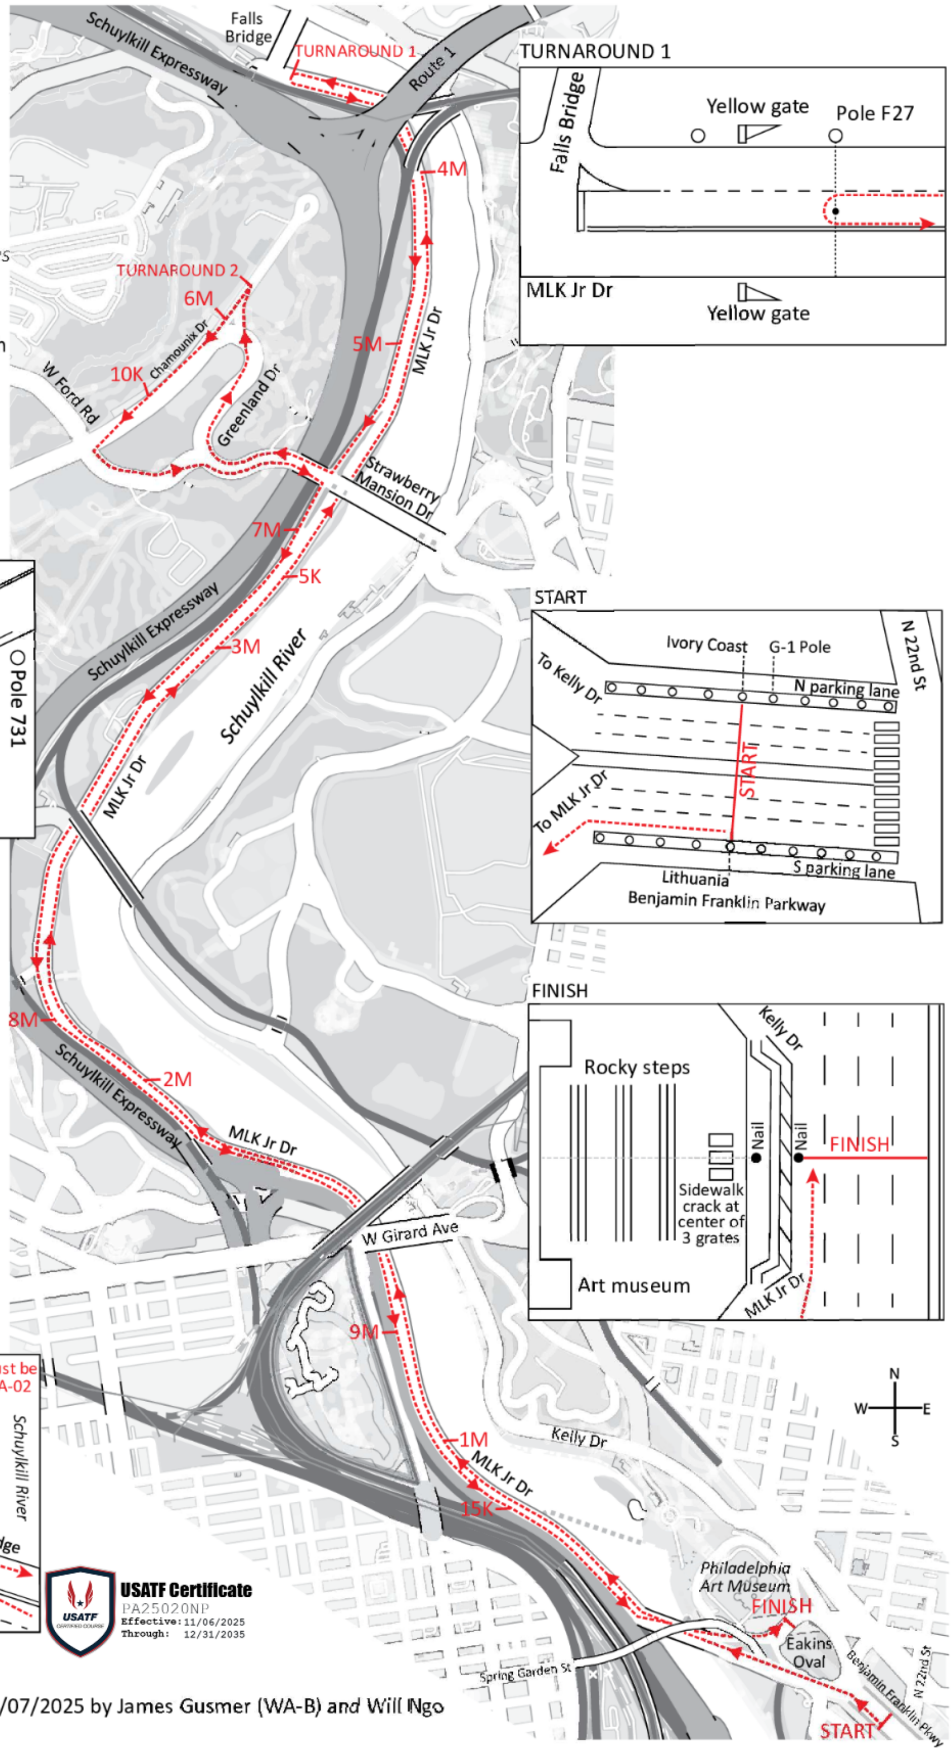 Schuylkill Expressway
Falls
Bridge
TURNAROUND 1
Route 1
4M
TURNAROUND 2
6M
Chamounix Dr
10K
W Ford Rd
Greenland Dr
5M
MLK Jr Dr
Strawberry
Mansion Dr
7M
5K
3M
Schuylkill Expressway
Schuylkill River
MLK Jr Dr
Pole 731
8M
2M
Schuylkill Expressway
MLK Jr Dr
W Girard Ave
9M
1M
MLK Jr Dr
15K
Kelly Dr
Philadelphia
Art Museum
FINISH
Eakins
Oval
Spring Garden St
Benjamin Franklin Pkwy
N 22nd St
START
TURNAROUND 1
Falls Bridge
Yellow gate
Pole F27
MLK Jr Dr
Yellow gate
START
Ivory Coast
G-1 Pole
N 22nd St
To Kelly Dr
N parking lane
START
To MLK Jr Dr
S parking lane
Lithuania
Benjamin Franklin Parkway
FINISH
Kelly Dr
Rocky steps
Nail
Nail
FINISH
Sidewalk
crack at
center of
3 grates
Art museum
MLK Jr Dr
N
W
E
S
ust be
A-02
Schuylkill River
dge
USATF
CERTIFIED COURSE
USATF Certificate
PA25020NP
Effective: 11/06/2025
Through: 12/31/2035
/07/2025 by James Gusmer (WA-B) and Will Ngo